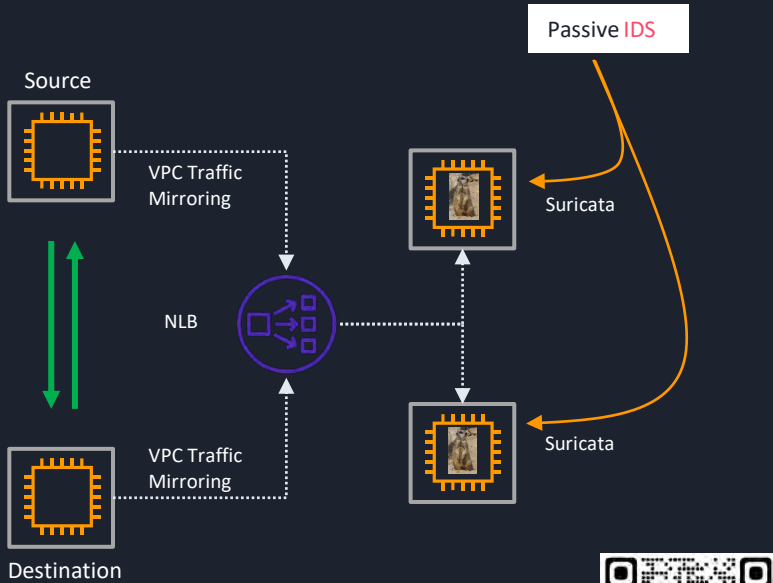 Passive IDS
Source
VPC Traffic
Mirroring
Suricata
NLB
VPC Traffic
Mirroring
Suricata
Destination